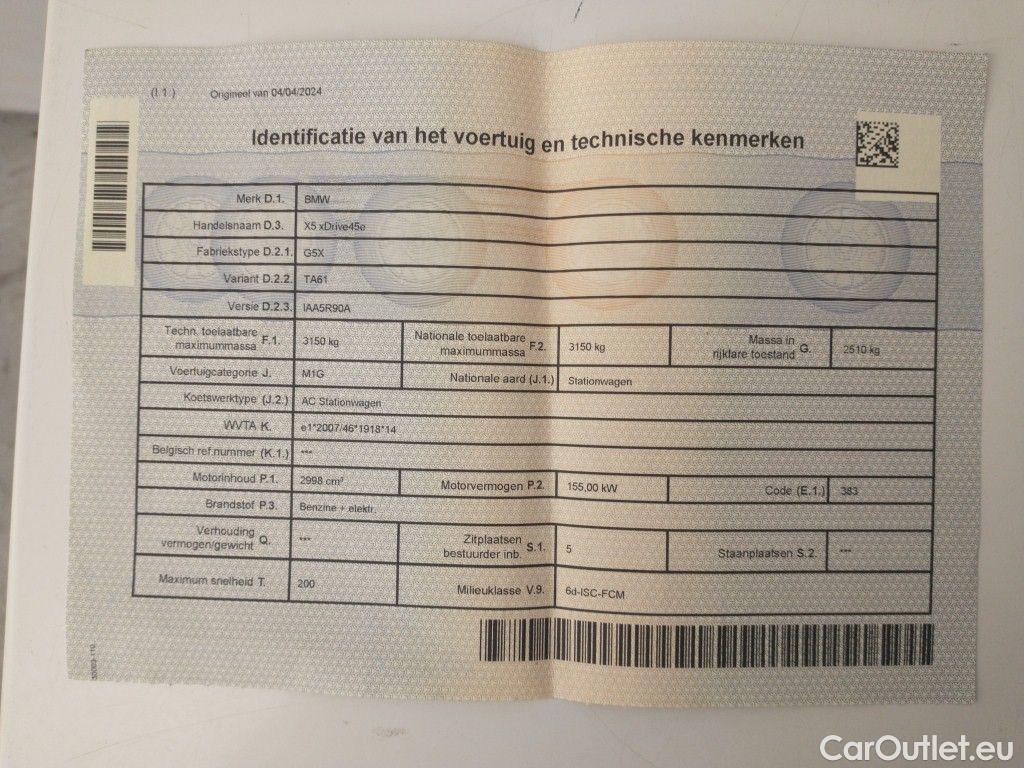 (I.1.) Origineel van 04/04/2024
Identificatie van het voertuig en technische kenmerken
Merk D.1. BMW
Handelsnaam D.3. X5 xDrive45e
Fabriekstype D.2.1. G5X
Variant D.2.2. TA61
Versie D.2.3. IAA5R90A
Techn. toelaatbare maximummassa F.1. 3150 kg Nationale toelaatbare maximummassa F.2. 3150 kg Massa in rijklare toestand G. 2510 kg
Voertuigcategorie J. M1G Nationale aard (J.1.) Stationwagen
Koetswerktype (J.2.) AC Stationwagen
WVTA K. e1*2007/46*1918*14
Belgisch ref.nummer (K.1.) ***
Motorinhoud P.1. 2998 cm³ Motorvermogen P.2. 155,00 kW Code (E.1.) 383
Brandstof P.3. Benzine + elektr.
Verhouding vermogen/gewicht Q. *** Zitplaatsen bestuurder inb. S.1. 5 Staanplaatsen S.2. ***
Maximum snelheid T. 200 Milieuklasse V.9. 6d-ISC-FCM
CarOutlet.eu